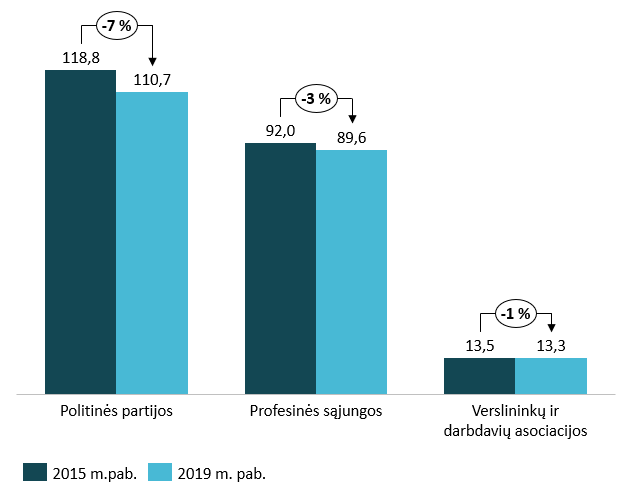 -7 %
118,8
110,7
-3 %
92,0
89,6
-1 %
13,5
13,3
Politinės partijos
Profesinės sąjungos
Verslininkų ir
darbdavių asociacijos
2015 m.pab.
2019 m. pab.